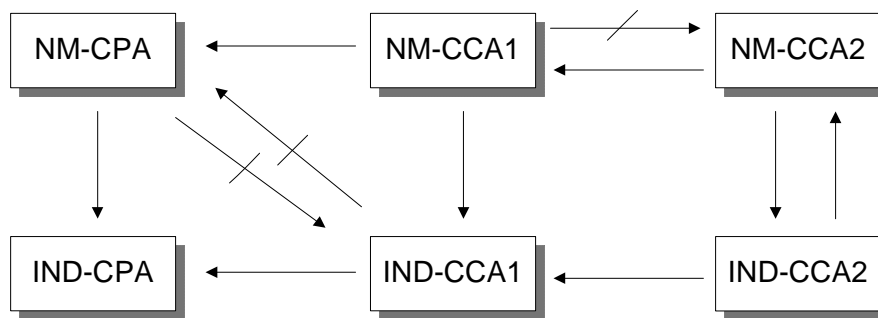 NM-CPA
NM-CCA1
NM-CCA2
IND-CPA
IND-CCA1
IND-CCA2